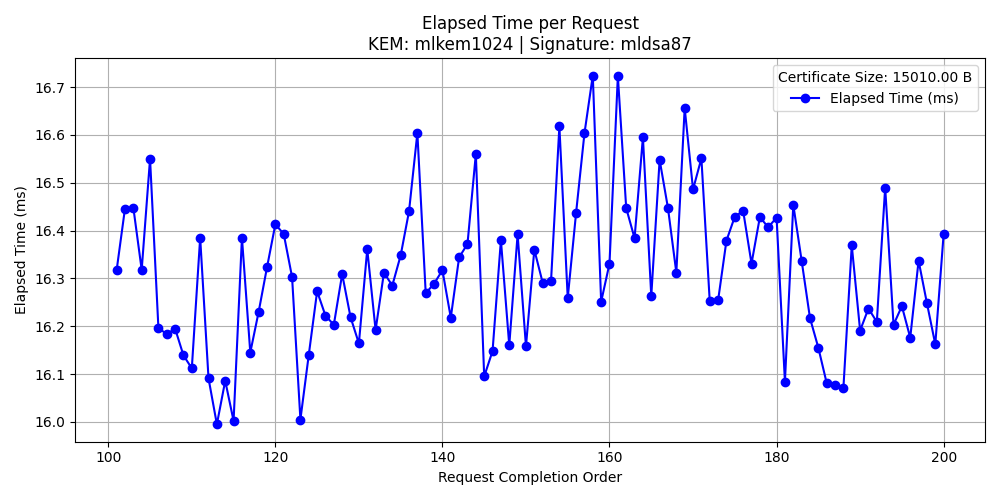 Elapsed Time per Request
KEM: mlkem1024 | Signature: mldsa87
Certificate Size: 15010.00 B
Elapsed Time (ms)
Elapsed Time (ms)
16.7
16.6
16.5
16.4
16.3
16.2
16.1
16.0
100 120 140 160 180 200
Request Completion Order